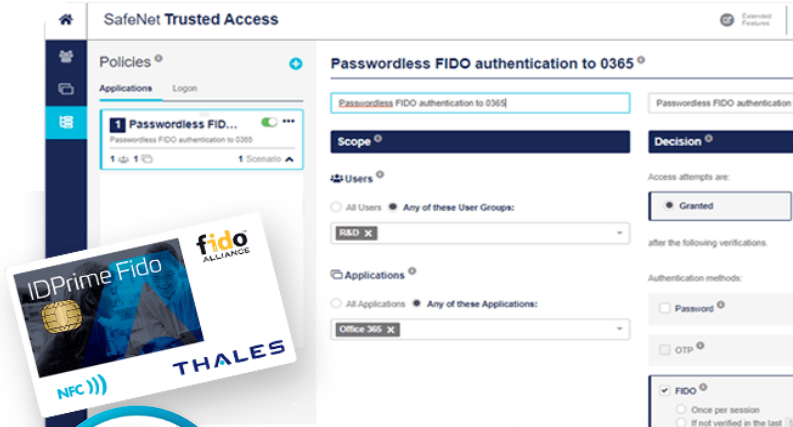 SafeNet Trusted Access
Extended
Features
Policies
Applications Logon
1 Passwordless FID...
Passwordless FIDO authentication to 0365
1 1 1 Scenario
Passwordless FIDO authentication to 0365
Passwordless FIDO authentication to 0365
Passwordless FIDO authentication
Scope
Decision
Users
All Users Any of these User Groups:
R&D X
Applications
All Applications Any of these Applications:
Office 365 X
Access attempts are:
Granted
after the following verifications.
Authentication methods:
Password
OTP
FIDO
Once per session
If not verified in the last
IDPrime Fido
fido
ALLIANCE
THALES
NFC